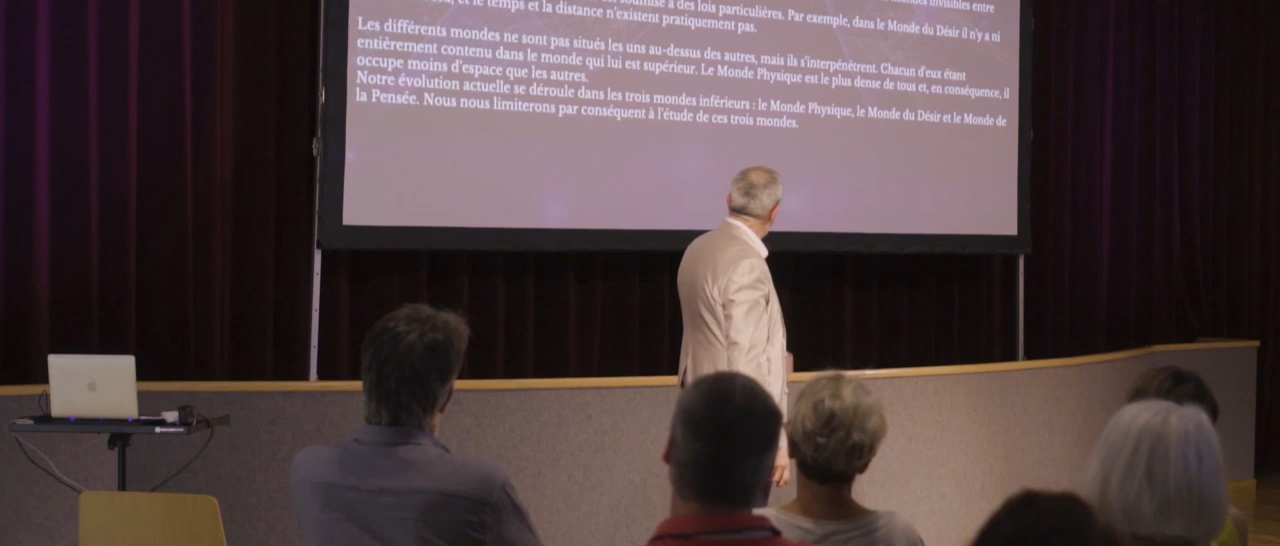 mondes invisibles entre
soumise à des lois particulières. Par exemple, dans le Monde du Désir il n'y a ni
et le temps et la distance n'existent pratiquement pas.
Les différents mondes ne sont pas situés les uns au-dessus des autres, mais ils s'interpénètrent. Chacun d'eux étant
entièrement contenu dans le monde qui lui est supérieur. Le Monde Physique est le plus dense de tous et, en conséquence, il
occupe moins d'espace que les autres.
Notre évolution actuelle se déroule dans les trois mondes inférieurs : le Monde Physique, le Monde du Désir et le Monde de
la Pensée. Nous nous limiterons par conséquent à l'étude de ces trois mondes.